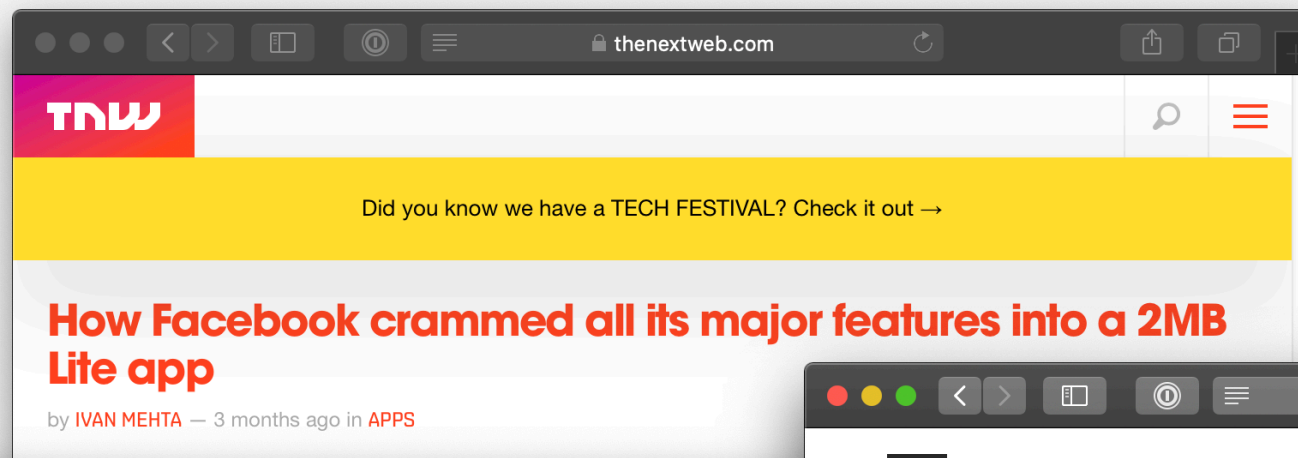 thenextweb.com
TNW
Did you know we have a TECH FESTIVAL? Check it out →
How Facebook crammed all its major features into a 2MB
Lite app
by IVAN MEHTA — 3 months ago in APPS